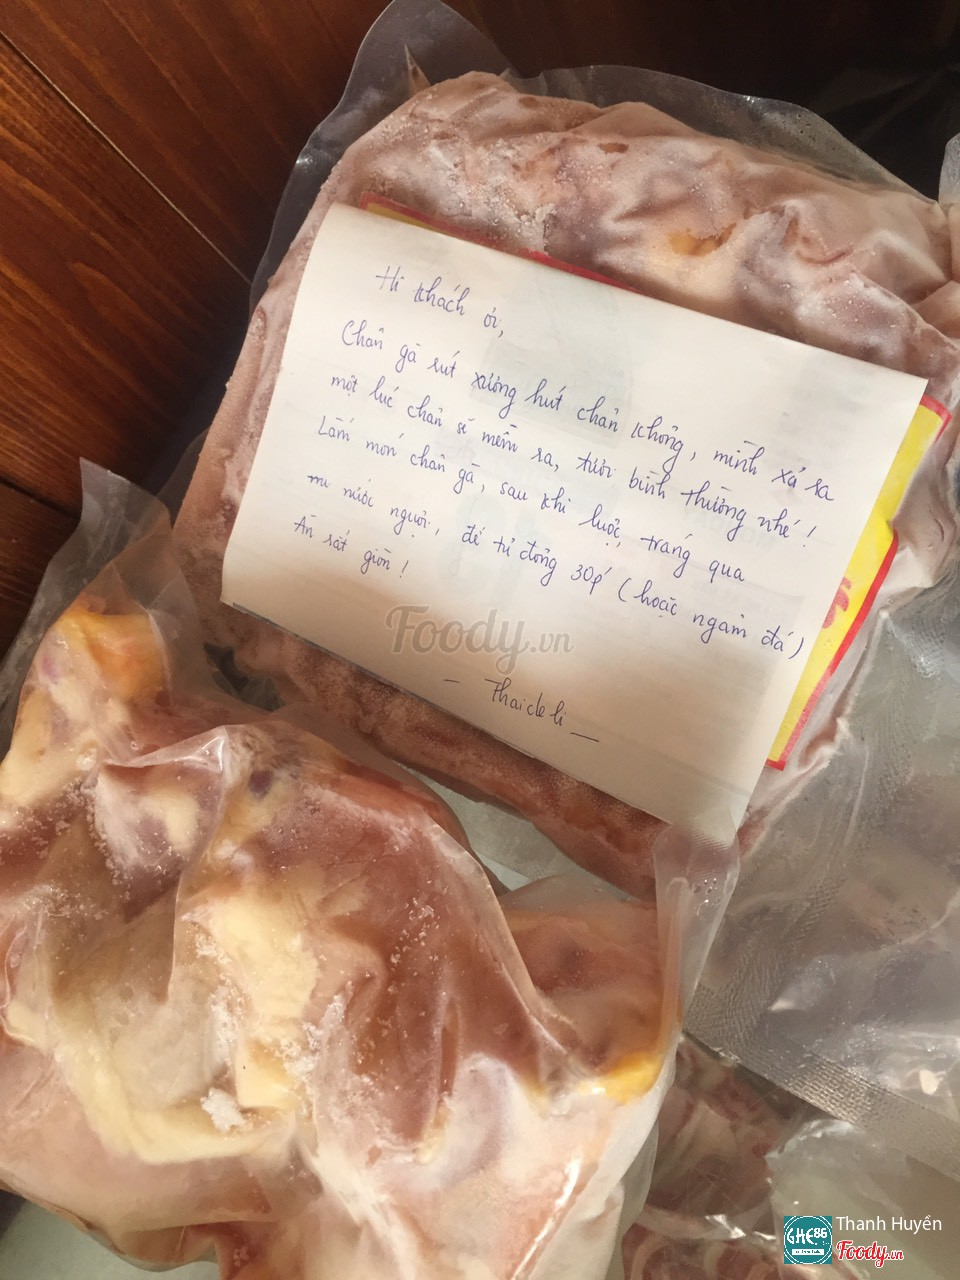 Hi khách ơi,
Chân gà rút xương hút chân không, mình xả ra
một lúc chân sẽ mềm ra, tươi bình thường nhé!
Làm món chân gà, sau khi luộc, tráng qua
nước nguội, để tủ đông 30p' (hoặc ngâm đá)
Ăn rất giòn!
- Thaideli -
Foody.vn
GHE86
Thanh Huyền
Foody.vn